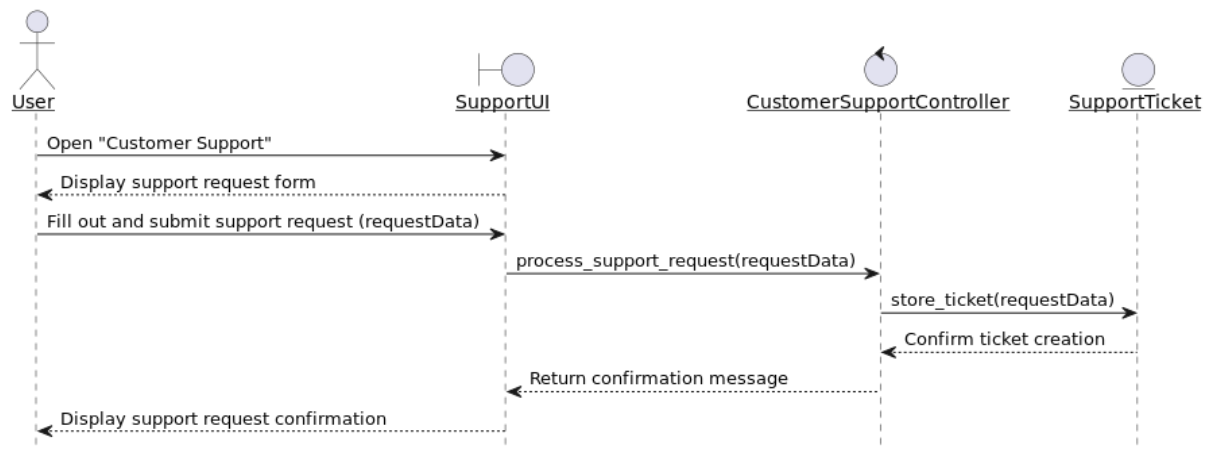 User
SupportUI
CustomerSupportController
SupportTicket
Open "Customer Support"
Display support request form
Fill out and submit support request (requestData)
process_support_request(requestData)
store_ticket(requestData)
Confirm ticket creation
Return confirmation message
Display support request confirmation